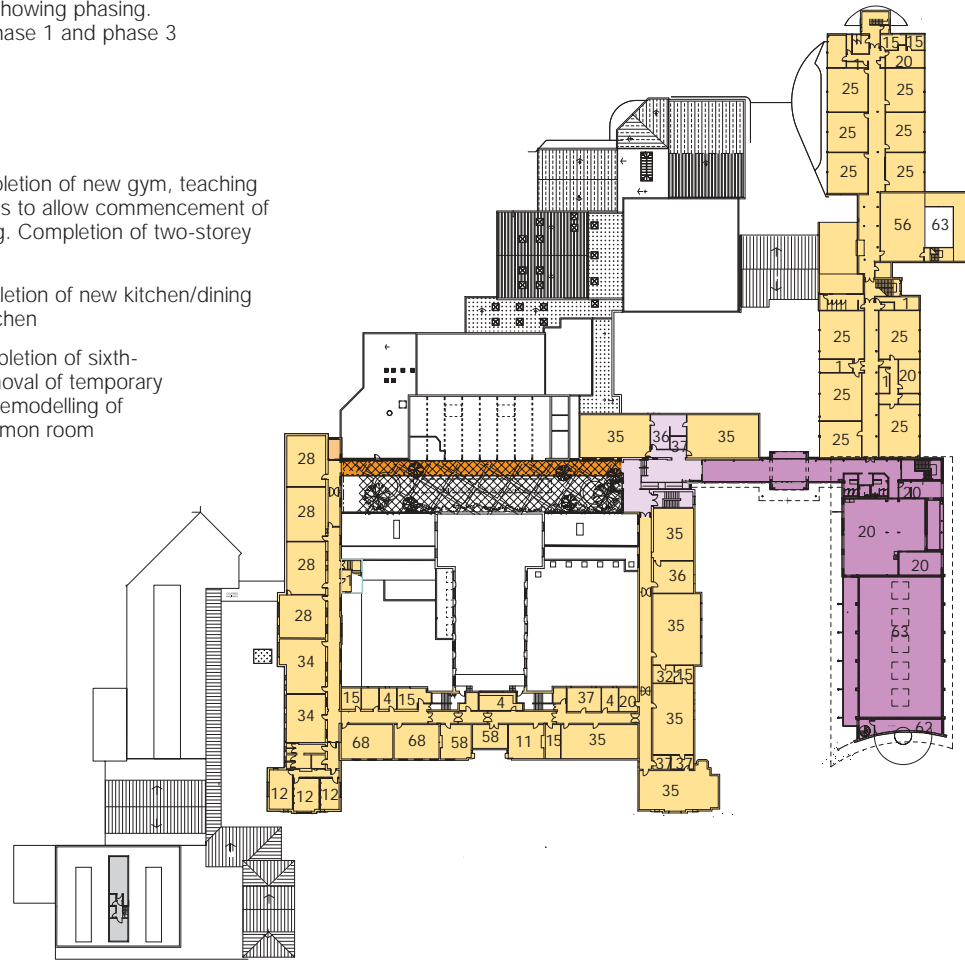 howing phasing.
hase 1 and phase 3
pletion of new gym, teaching
s to allow commencement of
g. Completion of two-storey
letion of new kitchen/dining
chen
pletion of sixth-
noval of temporary
remodelling of
mon room
15 15
1 20
25 25
25 25
25 25
56 63
1
25 25
1 20
25 1
25 25
35 36 37 35
28
28
28
28
34
34
12 12 12
35
36
35
32 15
35
37 37
35
15 4 15 4 37 4 20
68 68 58 58 11 15 35
20
20
20
63
62